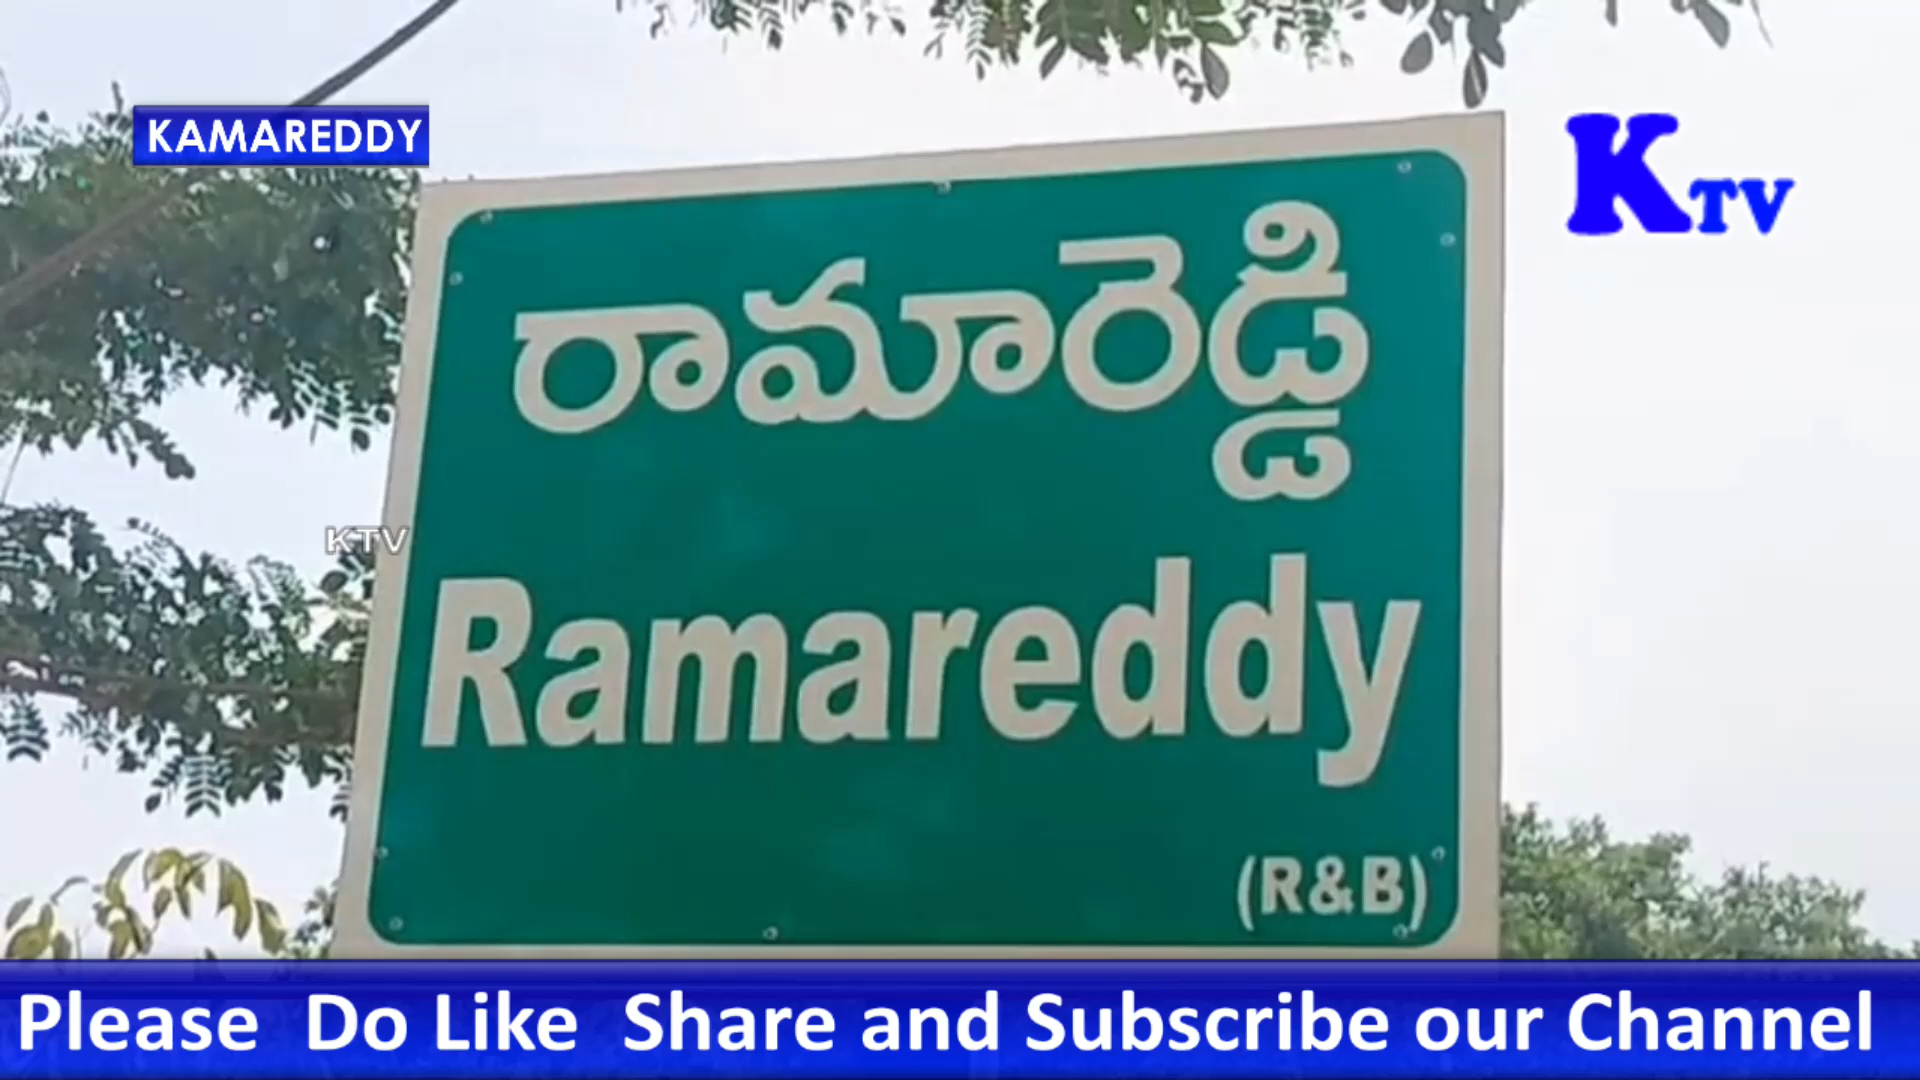 KAMAREDDY
KTV
రామారెడ్డి
KTV
Ramareddy
(R&B)
Please Do Like Share and Subscribe our Channel